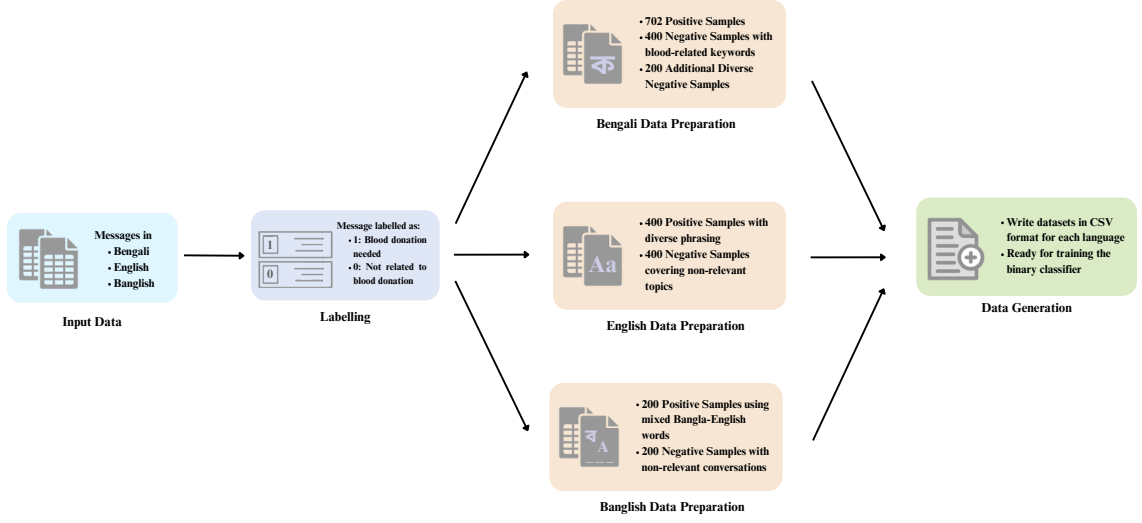 Messages in
• Bengali
• English
• Banglish
Input Data
Message labelled as:
• 1: Blood donation
needed
• 0: Not related to
blood donation
1
0
Labelling
ক
• 702 Positive Samples
• 400 Negative Samples with
blood-related keywords
• 200 Additional Diverse
Negative Samples
Bengali Data Preparation
Aa
• 400 Positive Samples with
diverse phrasing
• 400 Negative Samples
covering non-relevant
topics
English Data Preparation
ব
A
• 200 Positive Samples using
mixed Bangla-English
words
• 200 Negative Samples with
non-relevant conversations
Banglish Data Preparation
• Write datasets in CSV
format for each language
• Ready for training the
binary classifier
Data Generation